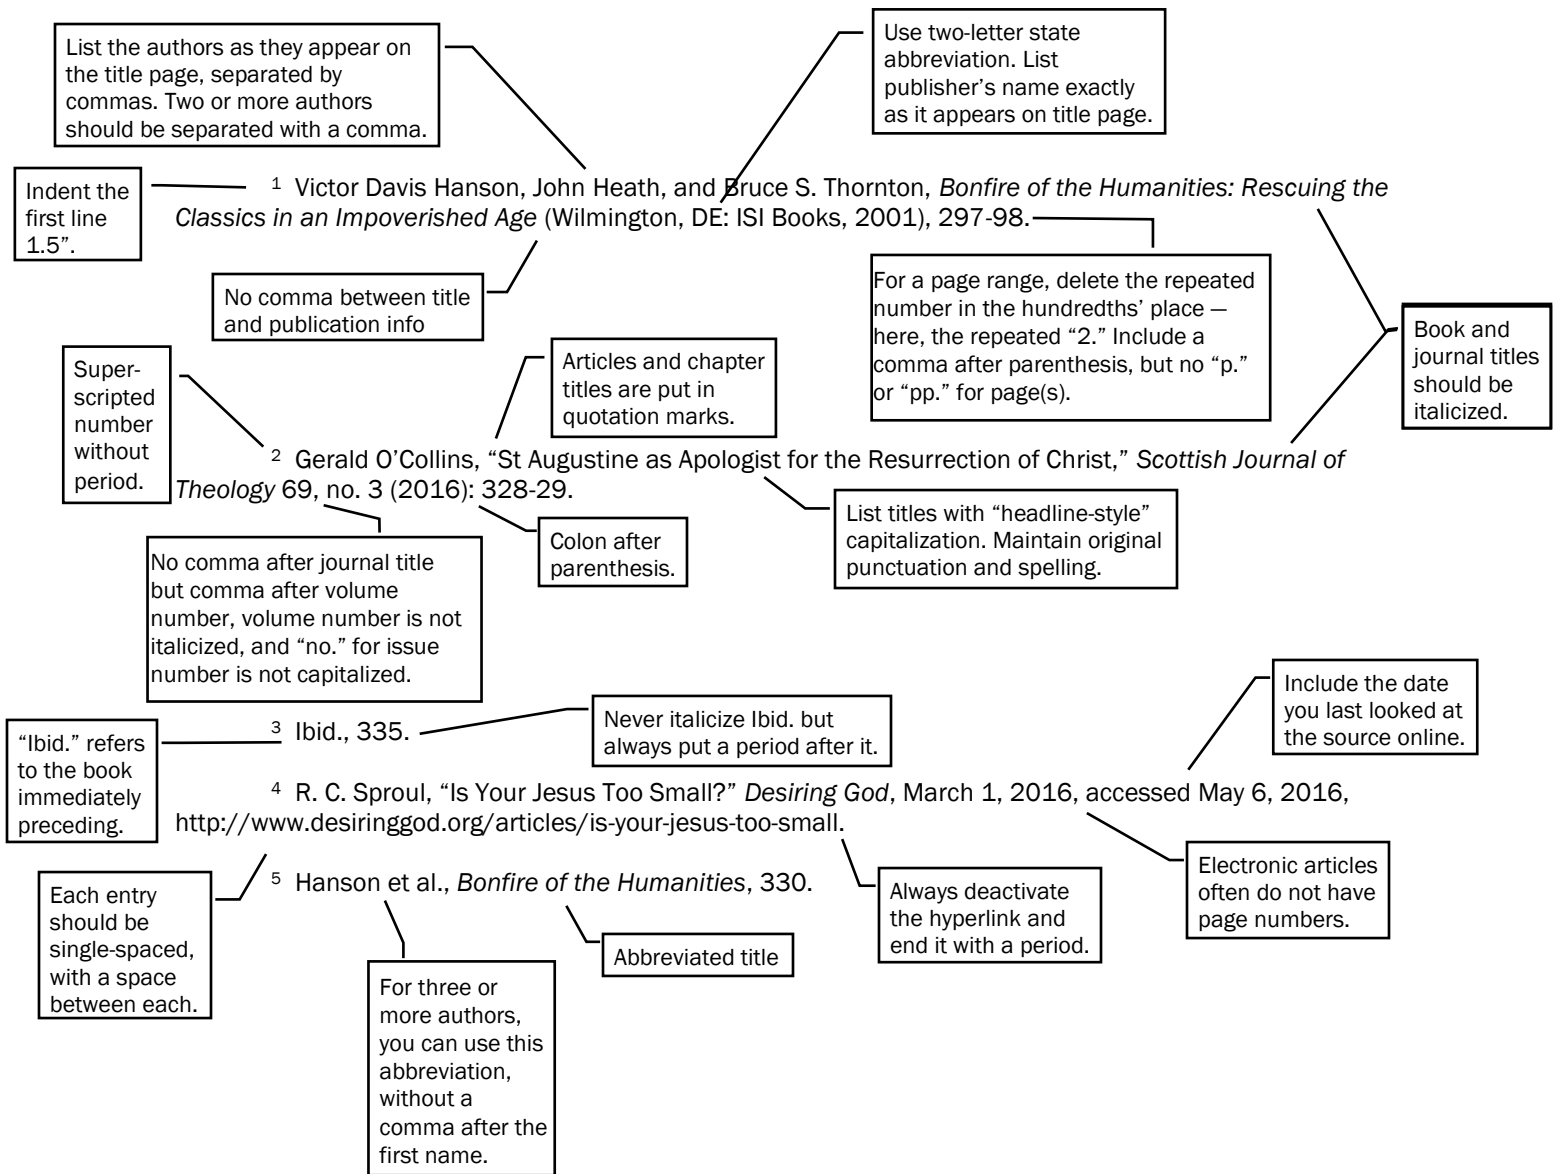 List the authors as they appear on
the title page, separated by
commas. Two or more authors
should be separated with a comma.
Use two-letter state
abbreviation. List
publisher’s name exactly
as it appears on title page.
Indent the
first line
1.5”.
1 Victor Davis Hanson, John Heath, and Bruce S. Thornton, Bonfire of the Humanities: Rescuing the
Classics in an Impoverished Age (Wilmington, DE: ISI Books, 2001), 297-98.
No comma between title
and publication info
For a page range, delete the repeated
number in the hundredths’ place —
here, the repeated “2.” Include a
comma after parenthesis, but no “p.”
or “pp.” for page(s).
Book and
journal titles
should be
italicized.
Super-
scripted
number
without
period.
Articles and chapter
titles are put in
quotation marks.
2 Gerald O’Collins, “St Augustine as Apologist for the Resurrection of Christ,” Scottish Journal of
Theology 69, no. 3 (2016): 328-29.
List titles with “headline-style”
capitalization. Maintain original
punctuation and spelling.
Colon after
parenthesis.
No comma after journal title
but comma after volume
number, volume number is not
italicized, and “no.” for issue
number is not capitalized.
Include the date
you last looked at
the source online.
“Ibid.” refers
to the book
immediately
preceding.
3 Ibid., 335.
Never italicize Ibid. but
always put a period after it.
4 R. C. Sproul, “Is Your Jesus Too Small?” Desiring God, March 1, 2016, accessed May 6, 2016,
http://www.desiringgod.org/articles/is-your-jesus-too-small.
Electronic articles
often do not have
page numbers.
Each entry
should be
single-spaced,
with a space
between each.
5 Hanson et al., Bonfire of the Humanities, 330.
Always deactivate
the hyperlink and
end it with a period.
Abbreviated title
For three or
more authors,
you can use this
abbreviation,
without a
comma after the
first name.